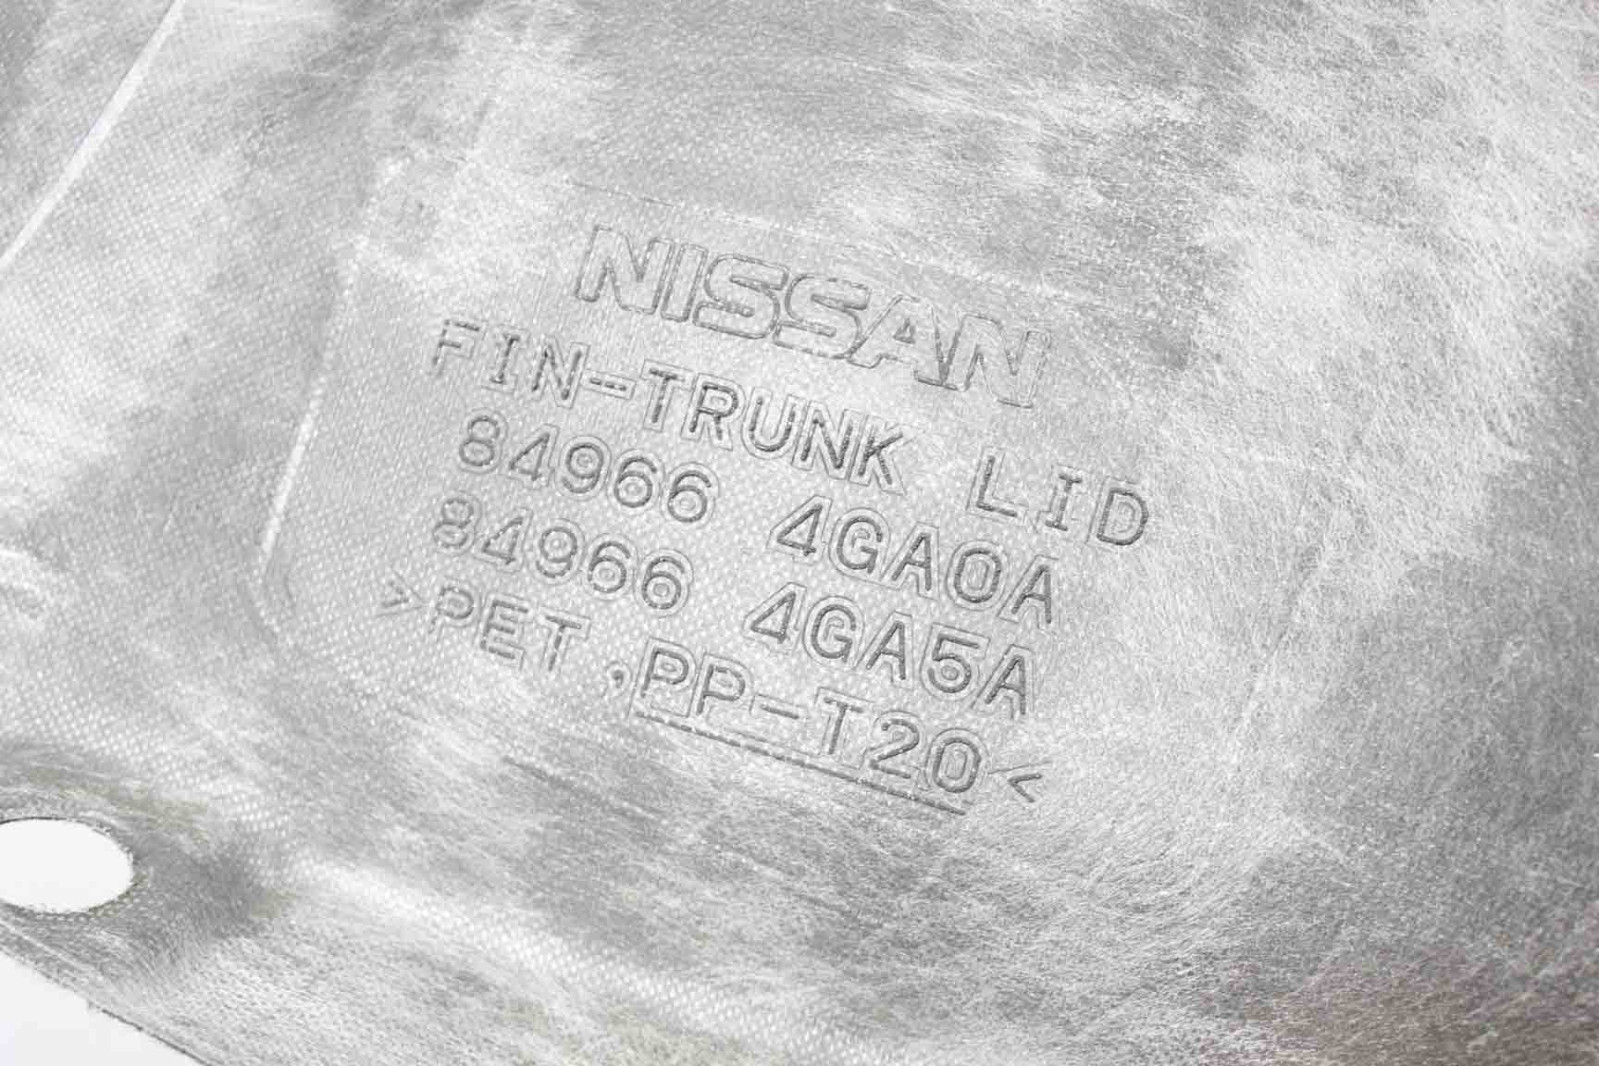 NISSAN
FIN-TRUNK LID
84966 4GA0A
84966 4GA5A
>PET,PP-T20<